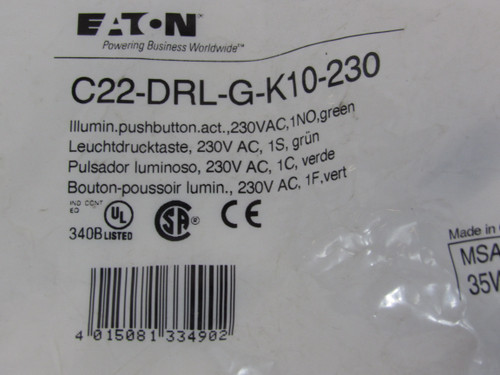 EATON
Powering Business Worldwide™
C22-DRL-G-K10-230
Illumin.pushbutton.act.,230VAC,1NO,green
Leuchtdrucktaste, 230V AC, 1S, grün
Pulsador luminoso, 230V AC, 1C, verde
Bouton-poussoir lumin., 230V AC, 1F,vert
IND CONT
EQ
UL
SA
CE
340B LISTED
Made in
MSA
35V
4 015081 334902